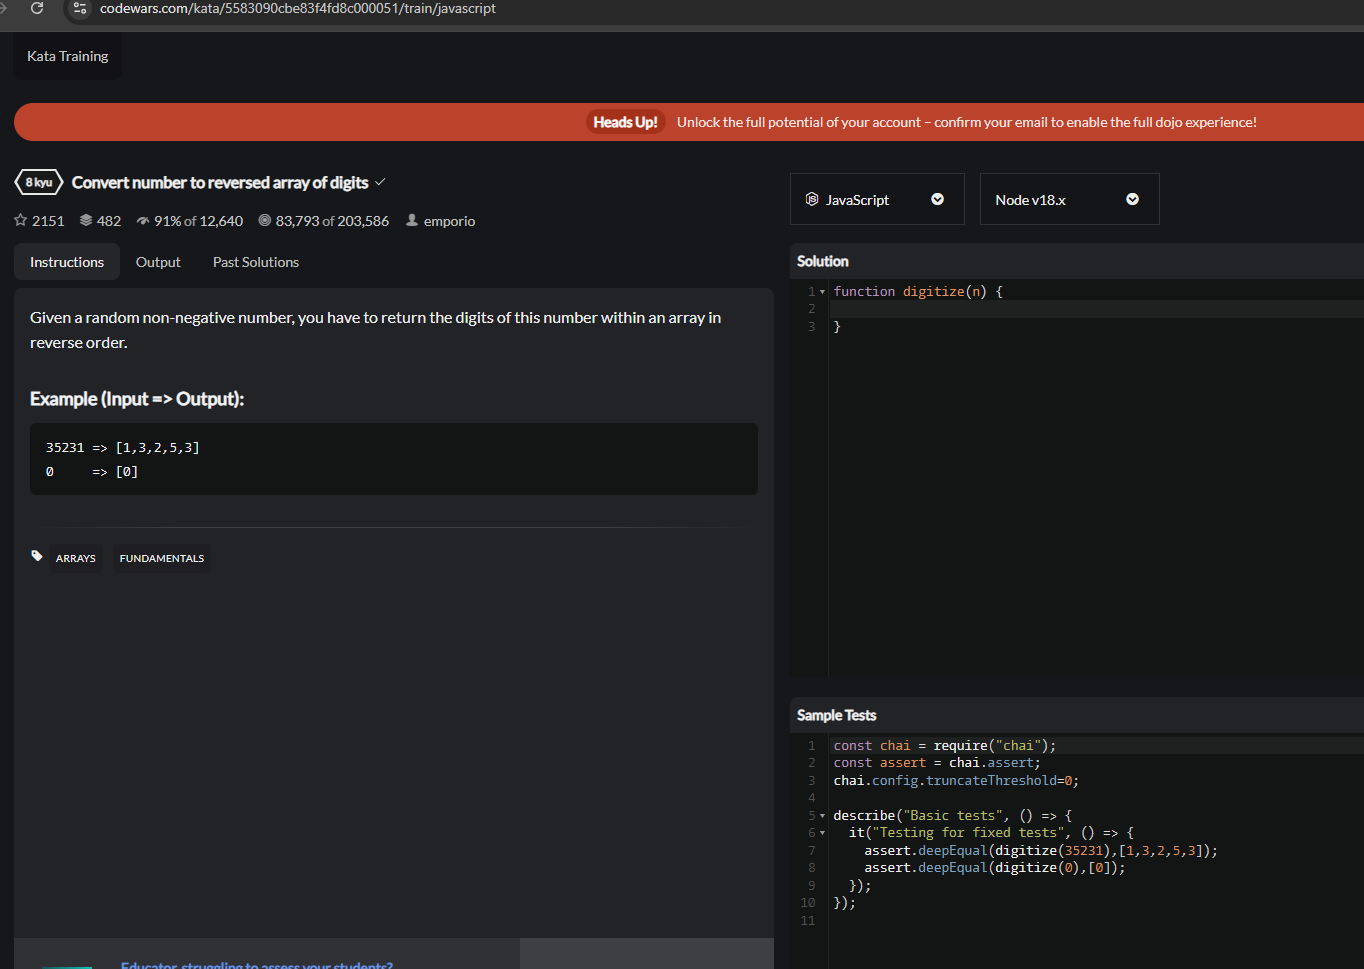 codewars.com/kata/5583090cbe83f4fd8c000051/train/javascript
Kata Training
Heads Up! Unlock the full potential of your account – confirm your email to enable the full dojo experience!
8 kyu Convert number to reversed array of digits
2151 482 91% of 12,640 83,793 of 203,586 emporio
Instructions Output Past Solutions
Given a random non-negative number, you have to return the digits of this number within an array in
reverse order.
Example (Input => Output):
35231 => [1,3,2,5,3]
0     => [0]
ARRAYS FUNDAMENTALS
Educator, struggling to assess your students?
JavaScript Node v18.x
Solution
1 function digitize(n) {
2
3 }
Sample Tests
1 const chai = require("chai");
2 const assert = chai.assert;
3 chai.config.truncateThreshold=0;
4
5 describe("Basic tests", () => {
6   it("Testing for fixed tests", () => {
7     assert.deepEqual(digitize(35231),[1,3,2,5,3]);
8     assert.deepEqual(digitize(0),[0]);
9   });
10 });
11